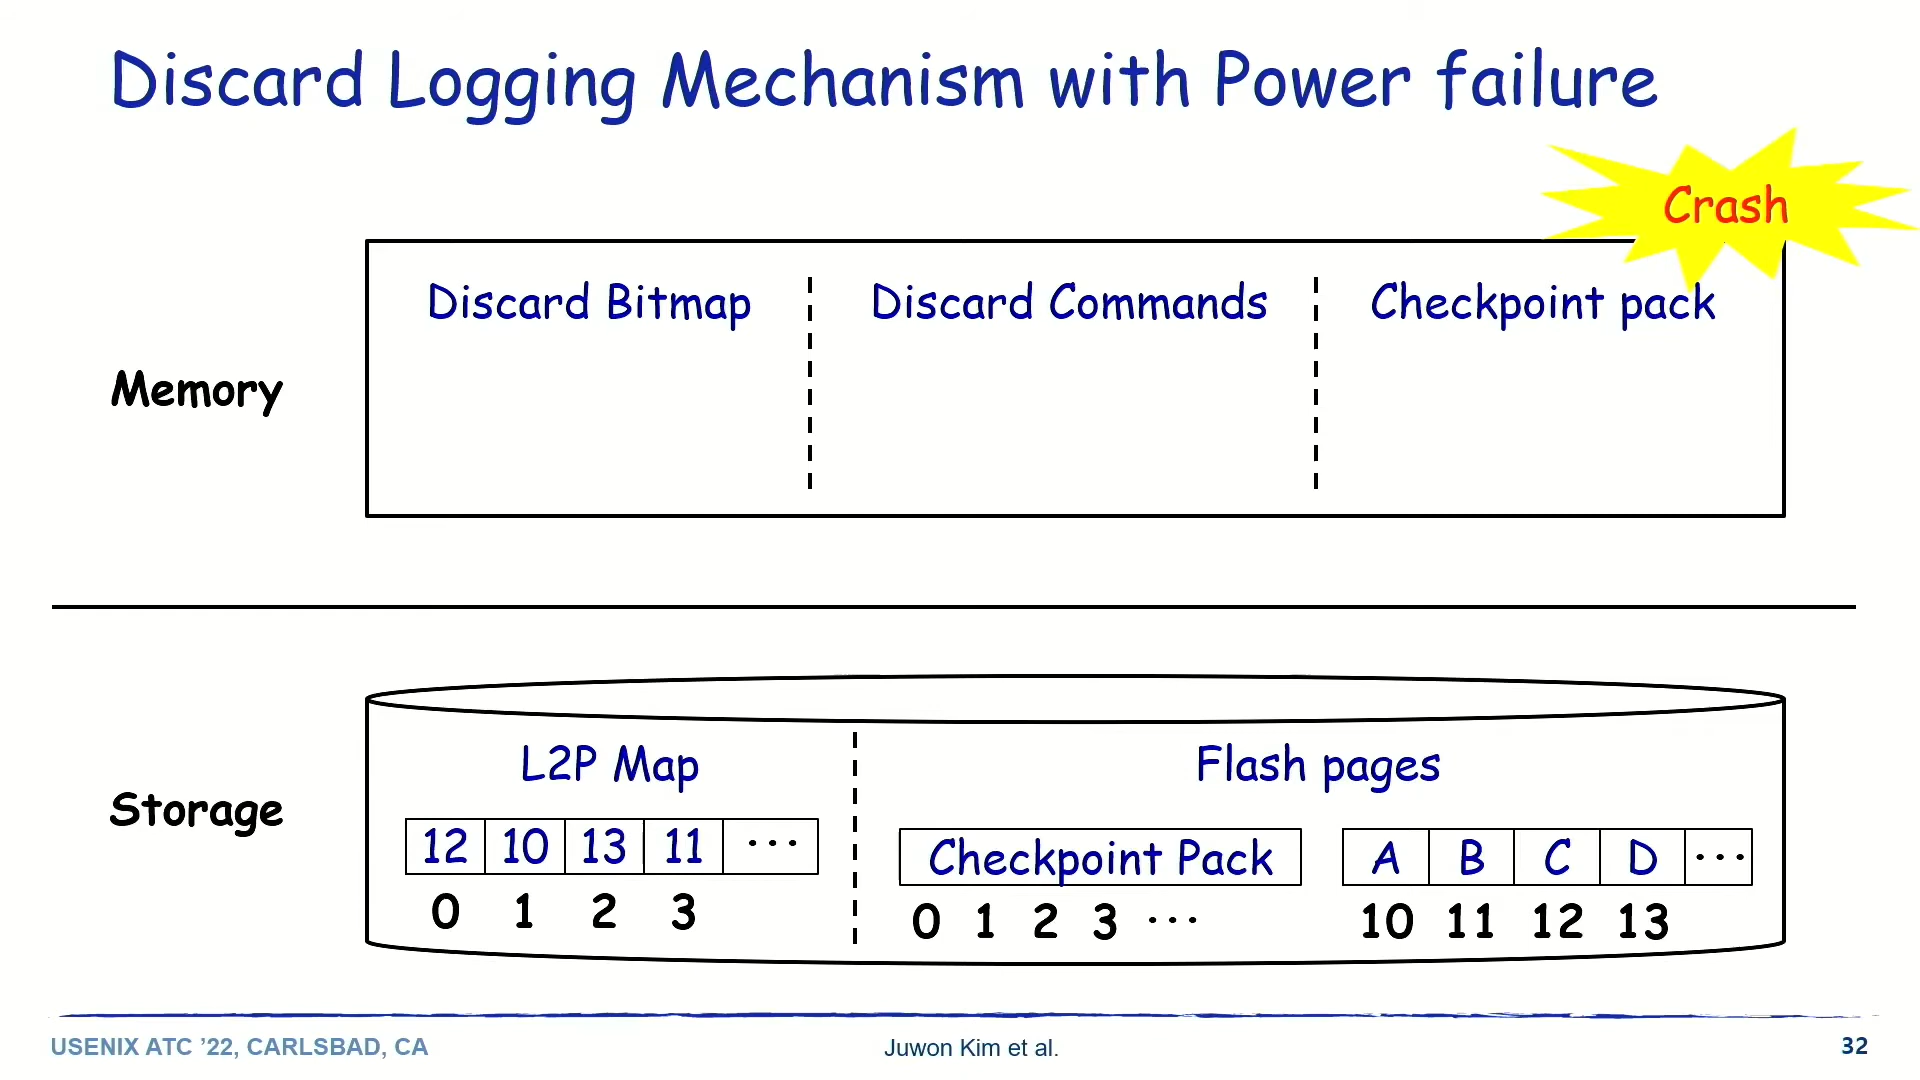 Discard Logging Mechanism with Power failure
Crash
Discard Bitmap
Discard Commands
Checkpoint pack
Memory
L2P Map
Flash pages
Storage
12 10 13 11 ...
0 1 2 3
Checkpoint Pack
0 1 2 3 ...
A B C D ...
10 11 12 13
USENIX ATC ’22, CARLSBAD, CA
Juwon Kim et al.
32